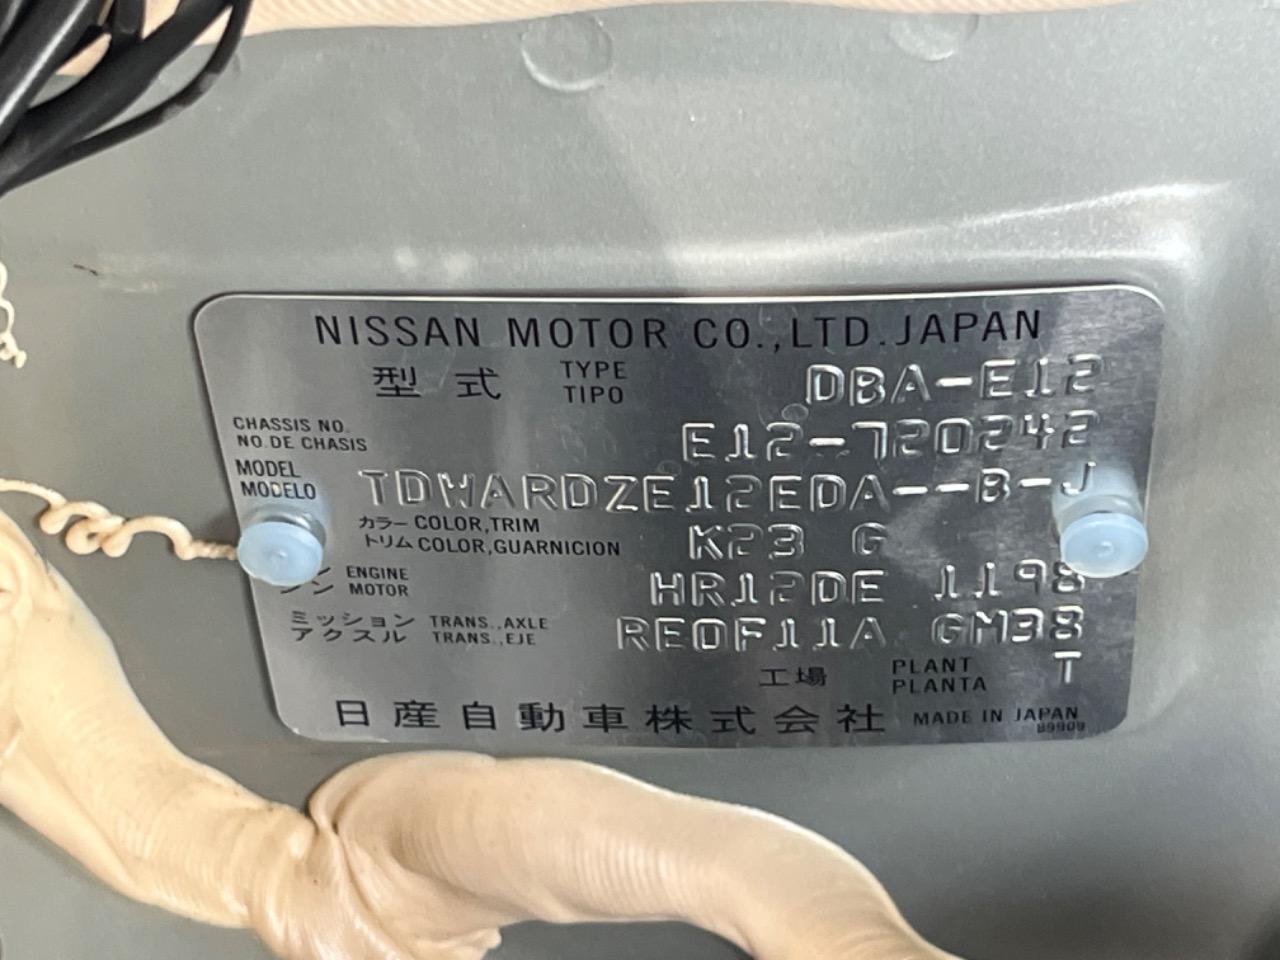 NISSAN MOTOR CO.,LTD.JAPAN
型式 TYPE DBA-E12
TIPO
CHASSIS NO. E12-720242
NO.DE CHASIS
MODEL TDWARDZE12EDA--B-J
MODELO
カラー COLOR,TRIM K23 G
トリム COLOR,GUARNICION
ン ENGINE HR12DE 1198
ン MOTOR
ミッション TRANS.,AXLE RE0F11A GM38
アクスル TRANS.,EJE
工場 PLANT T
PLANTA
日産自動車株式会社 MADE IN JAPAN
89909